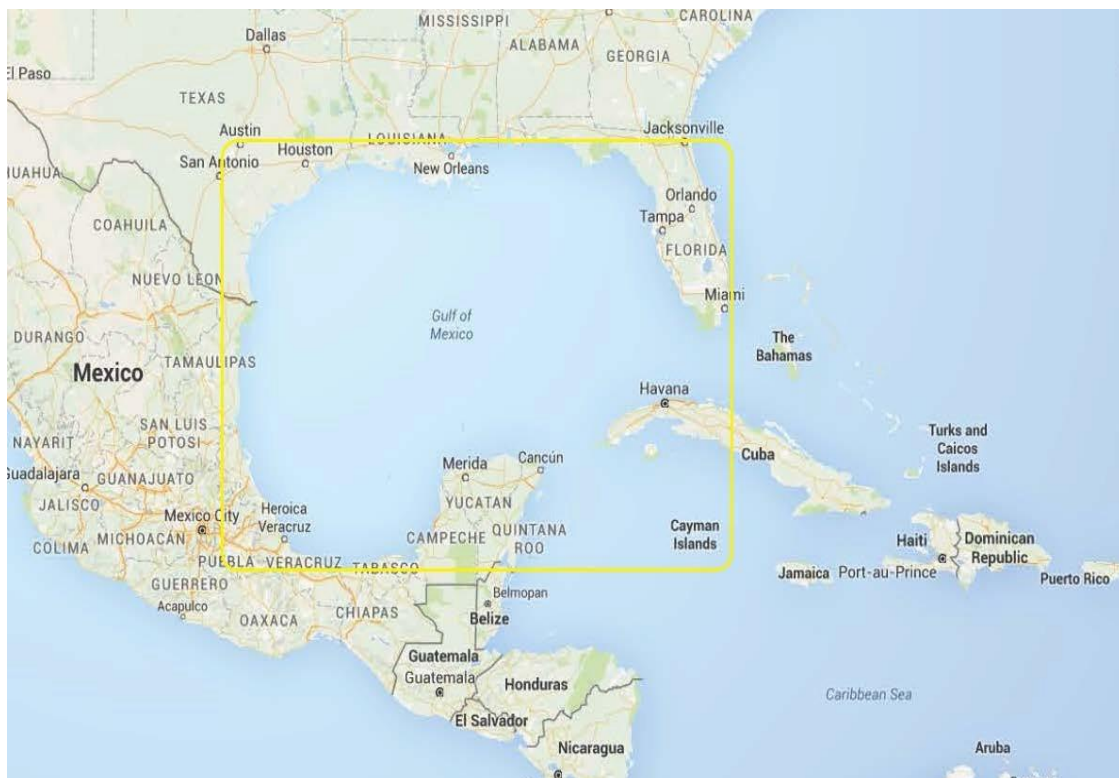 MISSISSIPPI
CAROLINA
Dallas
ALABAMA
GEORGIA
El Paso
TEXAS
Austin
LOUISIANA
Jacksonville
San Antonio
Houston
New Orleans
HUAHUA
Orlando
COAHUILA
Tampa
FLORIDA
NUEVO LEON
Miami
Gulf of
Mexico
DURANGO
The
Bahamas
TAMAULIPAS
Mexico
Havana
SAN LUIS
POTOSI
NAYARIT
Turks and
Caicos
Islands
Cuba
Guadalajara
GUANAJUATO
Merida
Cancún
JALISCO
YUCATAN
Mexico City
Heroica
Veracruz
QUINTANA
ROO
Cayman
Islands
COLIMA
MICHOACÁN
CAMPECHE
Haiti
Dominican
Republic
PUEBLA
VERACRUZ
TABASCO
Jamaica
Port-au-Prince
Puerto Rico
GUERRERO
Acapulco
Belmopan
OAXACA
CHIAPAS
Belize
Guatemala
Guatemala
Honduras
Caribbean Sea
El Salvador
Nicaragua
Aruba